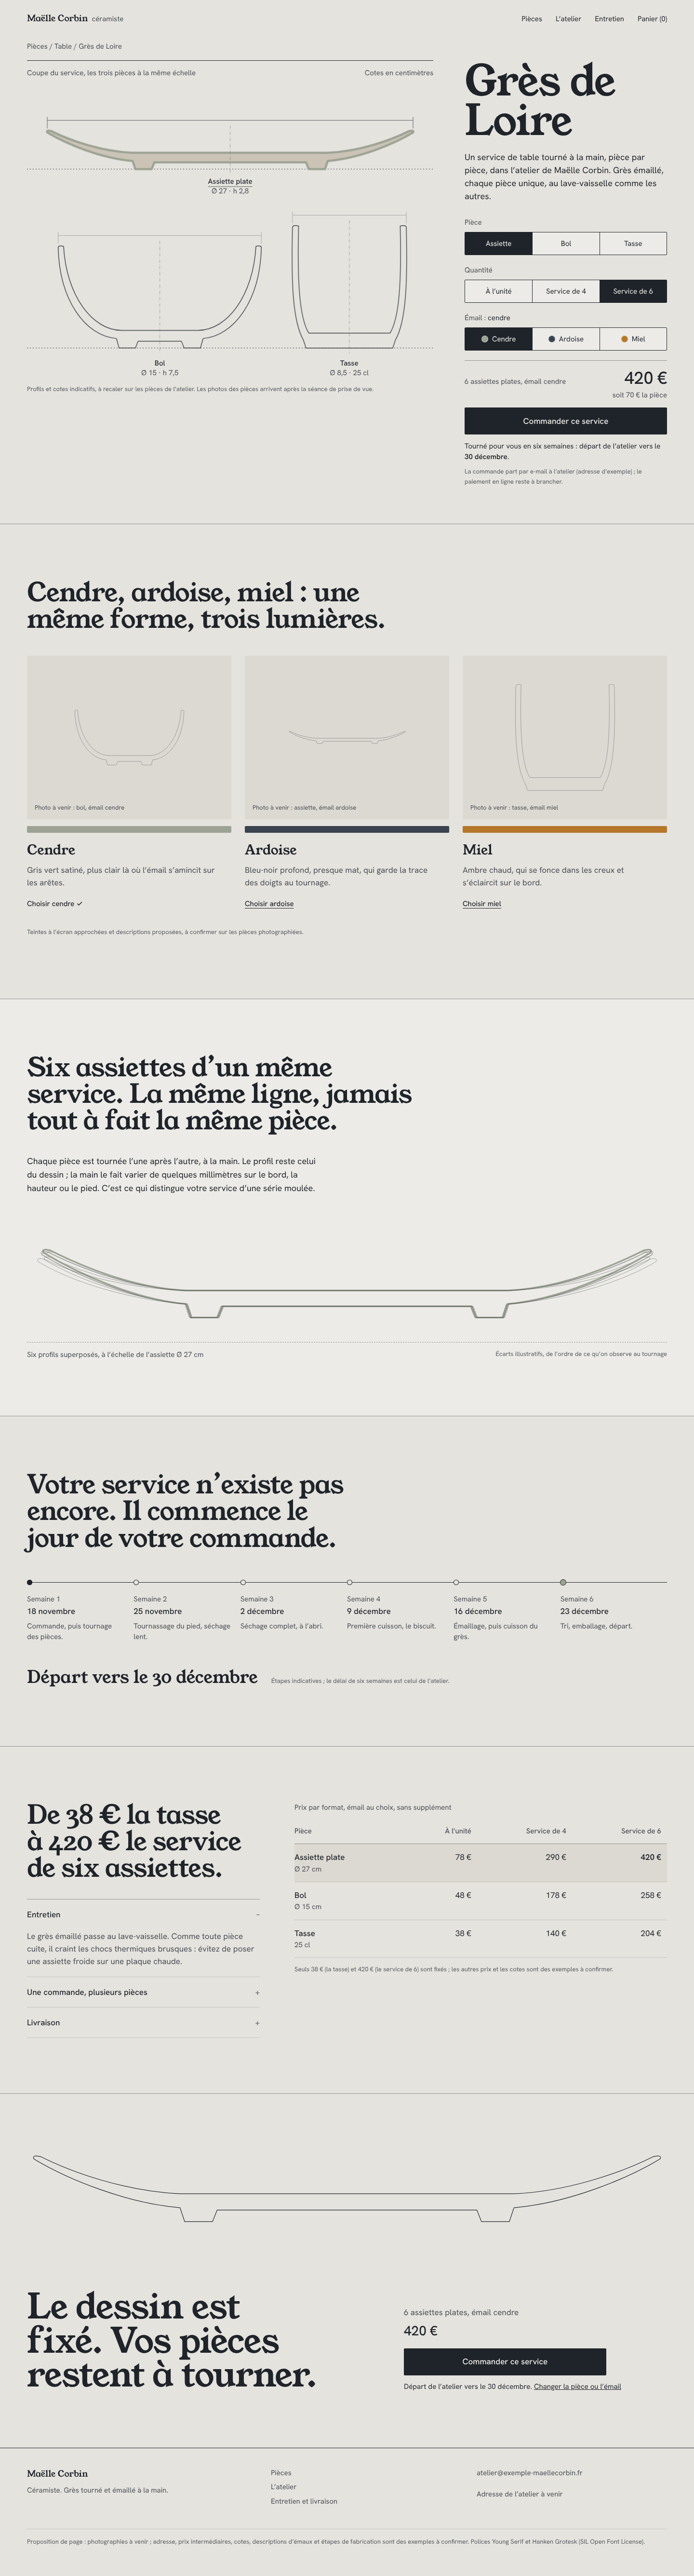 Maëlle Corbin céramiste
Pièces L’atelier Entretien Panier (0)
Pièces / Table / Grès de Loire
Coupe du service, les trois pièces à la même échelle
Cotes en centimètres
Assiette plate
Ø 27 · h 2,8
Bol
Ø 15 · h 7,5
Tasse
Ø 8,5 · 25 cl
Profils et cotes indicatifs, à recaler sur les pièces de l’atelier. Les photos des pièces arrivent après la séance de prise de vue.
Grès de
Loire
Un service de table tourné à la main, pièce par
pièce, dans l’atelier de Maëlle Corbin. Grès émaillé,
chaque pièce unique, au lave-vaisselle comme les
autres.
Pièce
Assiette Bol Tasse
Quantité
À l’unité Service de 4 Service de 6
Émail : cendre
Cendre Ardoise Miel
6 assiettes plates, émail cendre
420 €
soit 70 € la pièce
Commander ce service
Tourné pour vous en six semaines : départ de l’atelier vers le
30 décembre.
La commande part par e-mail à l’atelier (adresse d’exemple) ; le
paiement en ligne reste à brancher.
Cendre, ardoise, miel : une
même forme, trois lumières.
Photo à venir : bol, émail cendre
Photo à venir : assiette, émail ardoise
Photo à venir : tasse, émail miel
Cendre
Gris vert satiné, plus clair là où l’émail s’amincit sur
les arêtes.
Choisir cendre ✓
Ardoise
Bleu-noir profond, presque mat, qui garde la trace
des doigts au tournage.
Choisir ardoise
Miel
Ambre chaud, qui se fonce dans les creux et
s’éclaircit sur le bord.
Choisir miel
Teintes à l’écran approchées et descriptions proposées, à confirmer sur les pièces photographiées.
Six assiettes d’un même
service. La même ligne, jamais
tout à fait la même pièce.
Chaque pièce est tournée l’une après l’autre, à la main. Le profil reste celui
du dessin ; la main le fait varier de quelques millimètres sur le bord, la
hauteur ou le pied. C’est ce qui distingue votre service d’une série moulée.
Six profils superposés, à l’échelle de l’assiette Ø 27 cm
Écarts illustratifs, de l’ordre de ce qu’on observe au tournage
Votre service n’existe pas
encore. Il commence le
jour de votre commande.
Semaine 1
18 novembre
Commande, puis tournage
des pièces.
Semaine 2
25 novembre
Tournassage du pied, séchage
lent.
Semaine 3
2 décembre
Séchage complet, à l’abri.
Semaine 4
9 décembre
Première cuisson, le biscuit.
Semaine 5
16 décembre
Émaillage, puis cuisson du
grès.
Semaine 6
23 décembre
Tri, emballage, départ.
Départ vers le 30 décembre
Étapes indicatives ; le délai de six semaines est celui de l’atelier.
De 38 € la tasse
à 420 € le service
de six assiettes.
Entretien −
Le grès émaillé passe au lave-vaisselle. Comme toute pièce
cuite, il craint les chocs thermiques brusques : évitez de poser
une assiette froide sur une plaque chaude.
Une commande, plusieurs pièces +
Livraison +
Prix par format, émail au choix, sans supplément
Pièce À l’unité Service de 4 Service de 6
Assiette plate 78 € 290 € 420 €
Ø 27 cm
Bol 48 € 178 € 258 €
Ø 15 cm
Tasse 38 € 140 € 204 €
25 cl
Seuls 38 € (la tasse) et 420 € (le service de 6) sont fixés ; les autres prix et les cotes sont des exemples à confirmer.
Le dessin est
fixé. Vos pièces
restent à tourner.
6 assiettes plates, émail cendre
420 €
Commander ce service
Départ de l’atelier vers le 30 décembre. Changer la pièce ou l’émail
Maëlle Corbin
Céramiste. Grès tourné et émaillé à la main.
Pièces
L’atelier
Entretien et livraison
atelier@exemple-maellecorbin.fr
Adresse de l’atelier à venir
Proposition de page : photographies à venir ; adresse, prix intermédiaires, cotes, descriptions d’émaux et étapes de fabrication sont des exemples à confirmer. Polices Young Serif et Hanken Grotesk (SIL Open Font License).